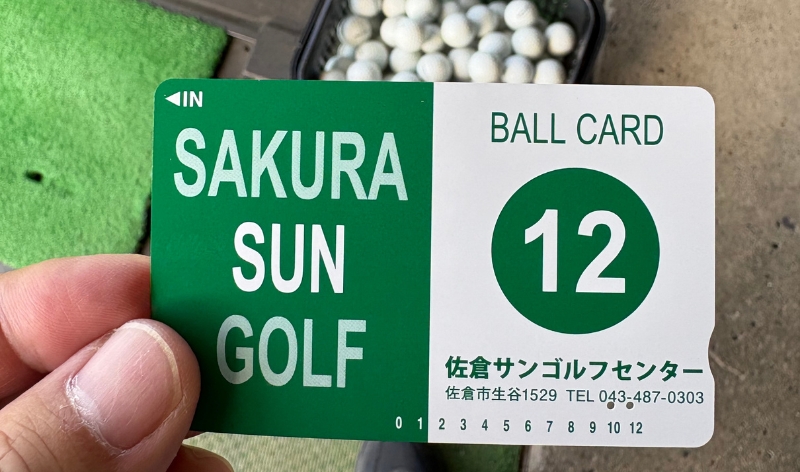 ◀IN
SAKURA
SUN
GOLF
BALL CARD
12
佐倉サンゴルフセンター
佐倉市生谷1529 TEL 043-487-0303
0 1 2 3 4 5 6 7 8 9 10 12